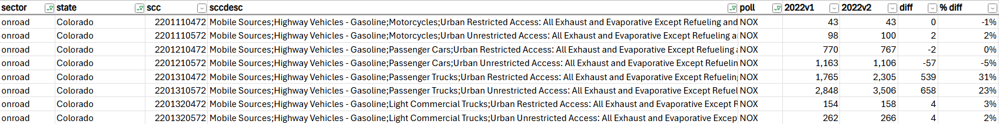 sector state scc sccdesc poll 2022v1 2022v2 diff % diff
onroad Colorado 2201110472 Mobile Sources;Highway Vehicles - Gasoline;Motorcycles;Urban Restricted Access: All Exhaust and Evaporative Except Refueling and NOX 43 43 0 -1%
onroad Colorado 2201110572 Mobile Sources;Highway Vehicles - Gasoline;Motorcycles;Urban Unrestricted Access: All Exhaust and Evaporative Except Refueling a NOX 98 100 2 2%
onroad Colorado 2201210472 Mobile Sources;Highway Vehicles - Gasoline;Passenger Cars;Urban Restricted Access: All Exhaust and Evaporative Except Refueling a NOX 770 767 -2 0%
onroad Colorado 2201210572 Mobile Sources;Highway Vehicles - Gasoline;Passenger Cars;Urban Unrestricted Access: All Exhaust and Evaporative Except Refuelin NOX 1,163 1,106 -57 -5%
onroad Colorado 2201310472 Mobile Sources;Highway Vehicles - Gasoline;Passenger Trucks;Urban Restricted Access: All Exhaust and Evaporative Except Refueling NOX 1,765 2,305 539 31%
onroad Colorado 2201310572 Mobile Sources;Highway Vehicles - Gasoline;Passenger Trucks;Urban Unrestricted Access: All Exhaust and Evaporative Except Refuel NOX 2,848 3,506 658 23%
onroad Colorado 2201320472 Mobile Sources;Highway Vehicles - Gasoline;Light Commercial Trucks;Urban Restricted Access: All Exhaust and Evaporative Except R NOX 154 158 4 3%
onroad Colorado 2201320572 Mobile Sources;Highway Vehicles - Gasoline;Light Commercial Trucks;Urban Unrestricted Access: All Exhaust and Evaporative Excep NOX 262 266 4 2%